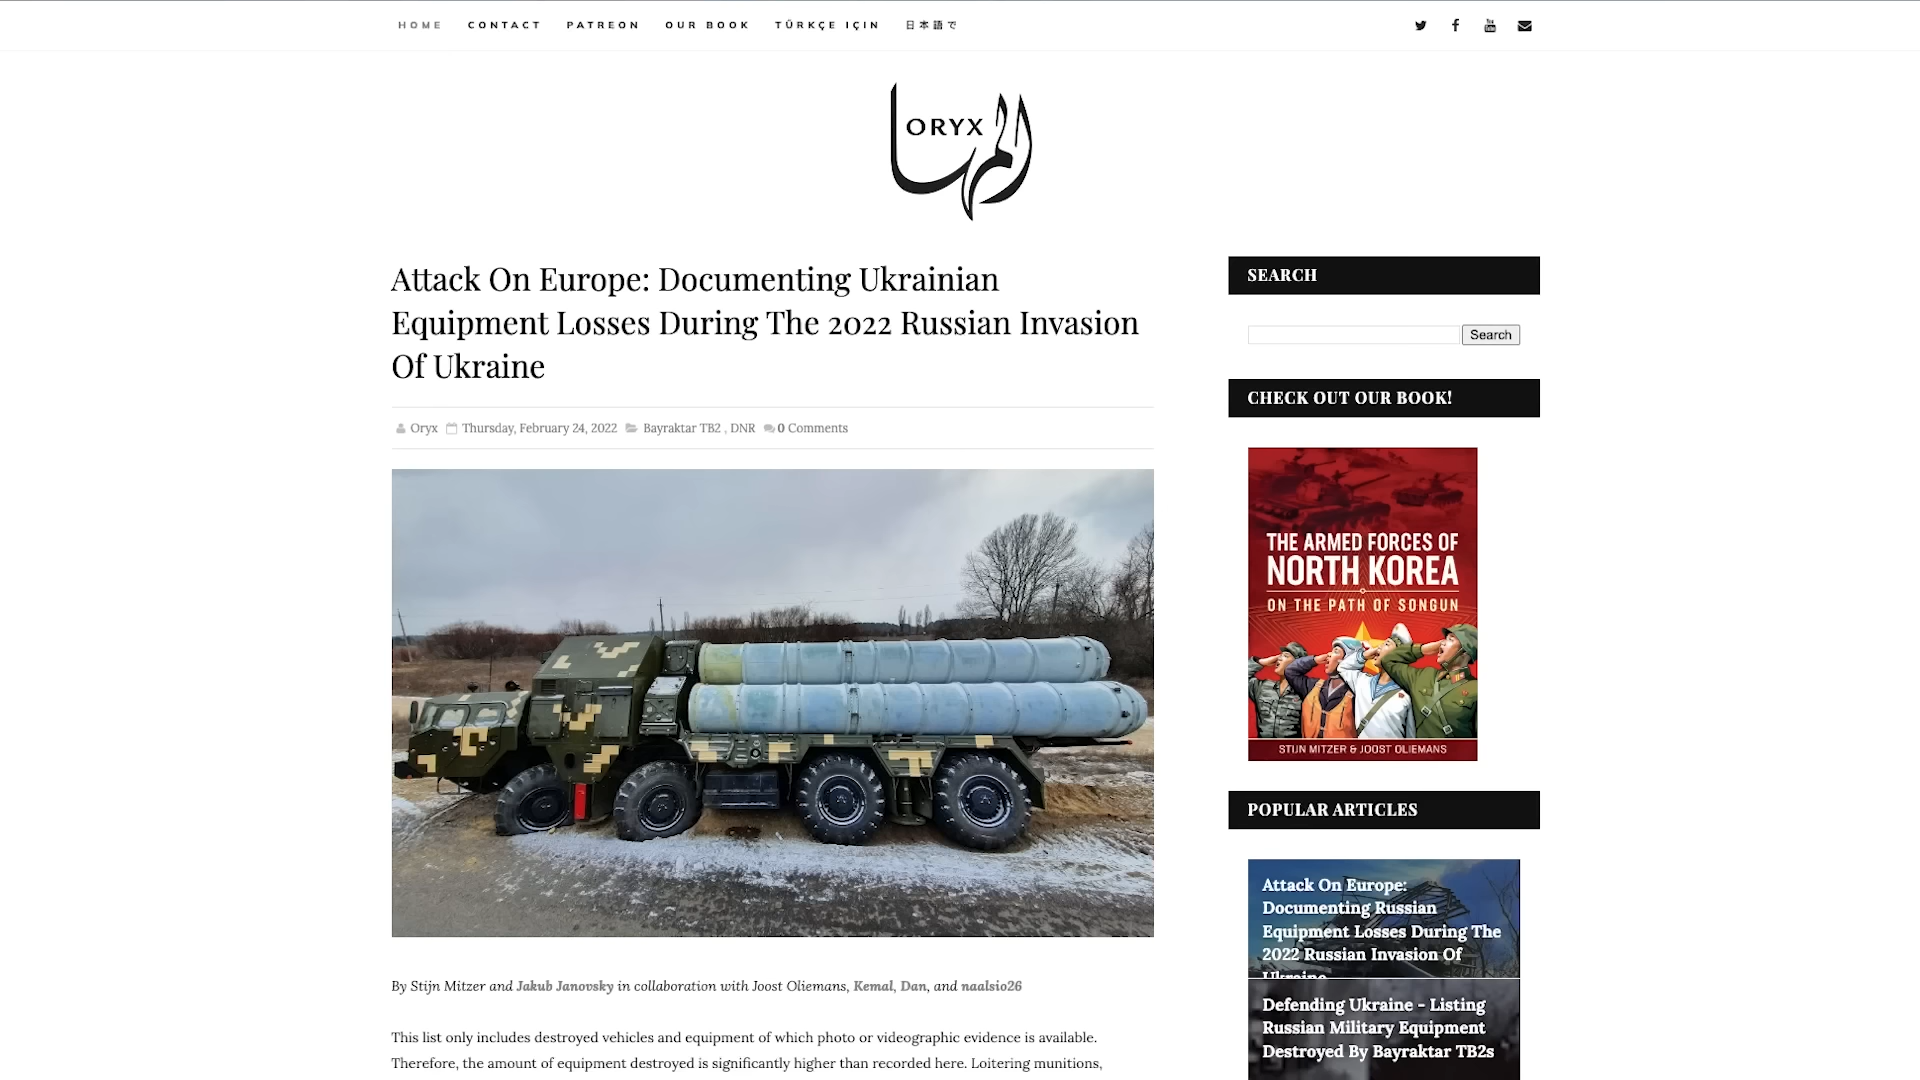 HOME CONTACT PATREON OUR BOOK TÜRKÇE IÇIN 日本語で
ORYX
المها
Attack On Europe: Documenting Ukrainian
Equipment Losses During The 2022 Russian Invasion
Of Ukraine
Oryx Thursday, February 24, 2022 Bayraktar TB2 , DNR 0 Comments
By Stijn Mitzer and Jakub Janovsky in collaboration with Joost Oliemans, Kemal, Dan, and naalsio26
This list only includes destroyed vehicles and equipment of which photo or videographic evidence is available.
Therefore, the amount of equipment destroyed is significantly higher than recorded here. Loitering munitions,
SEARCH
Search
CHECK OUT OUR BOOK!
THE ARMED FORCES OF
NORTH KOREA
ON THE PATH OF SONGUN
STIJN MITZER & JOOST OLIEMANS
POPULAR ARTICLES
Attack On Europe:
Documenting Russian
Equipment Losses During The
2022 Russian Invasion Of
Ukraine
Defending Ukraine - Listing
Russian Military Equipment
Destroyed By Bayraktar TB2s